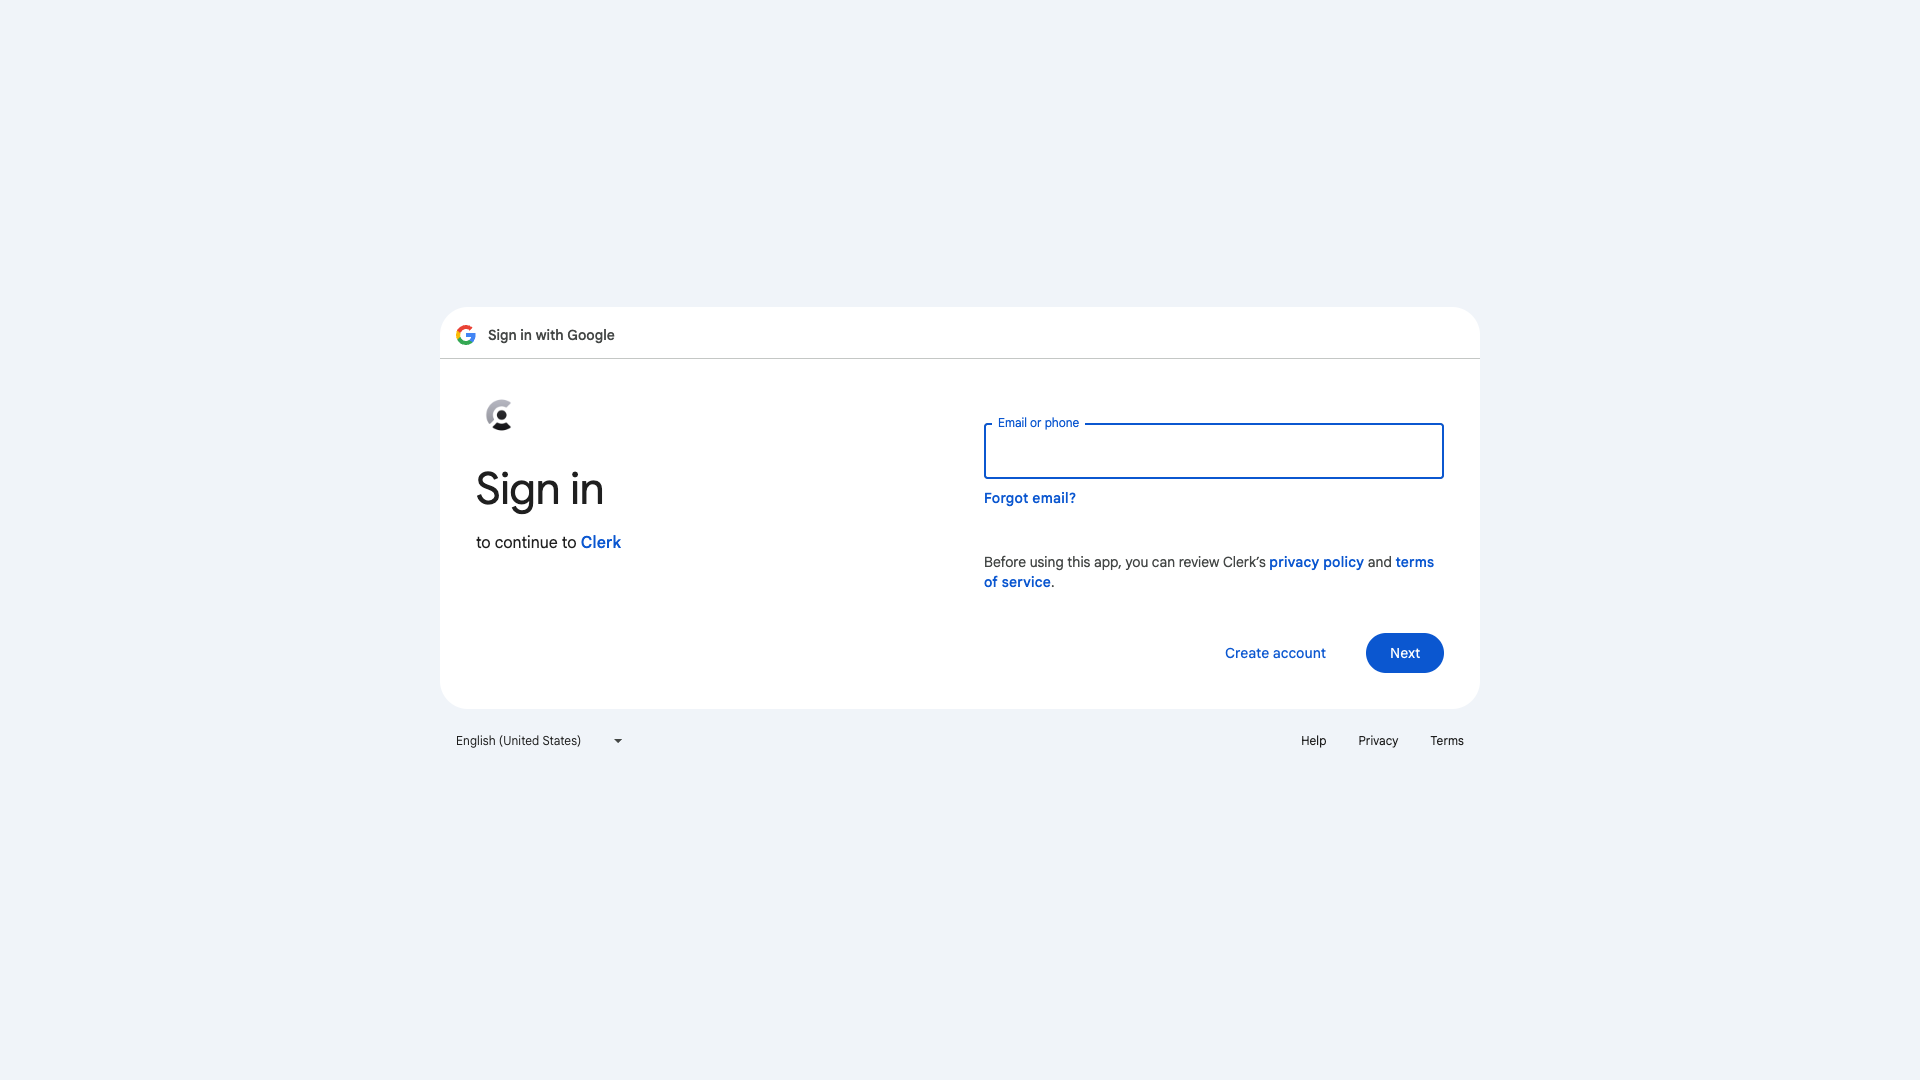 Sign in with Google
Sign in
to continue to Clerk
Email or phone
Forgot email?
Before using this app, you can review Clerk’s privacy policy and terms
of service.
Create account
Next
English (United States)
Help
Privacy
Terms